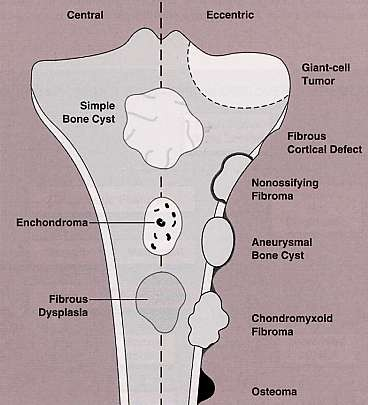 Central
Eccentric
Giant-cell
Tumor
Simple
Bone Cyst
Fibrous
Cortical Defect
Nonossifying
Fibroma
Enchondroma
Aneurysmal
Bone Cyst
Fibrous
Dysplasia
Chondromyxoid
Fibroma
Osteoma